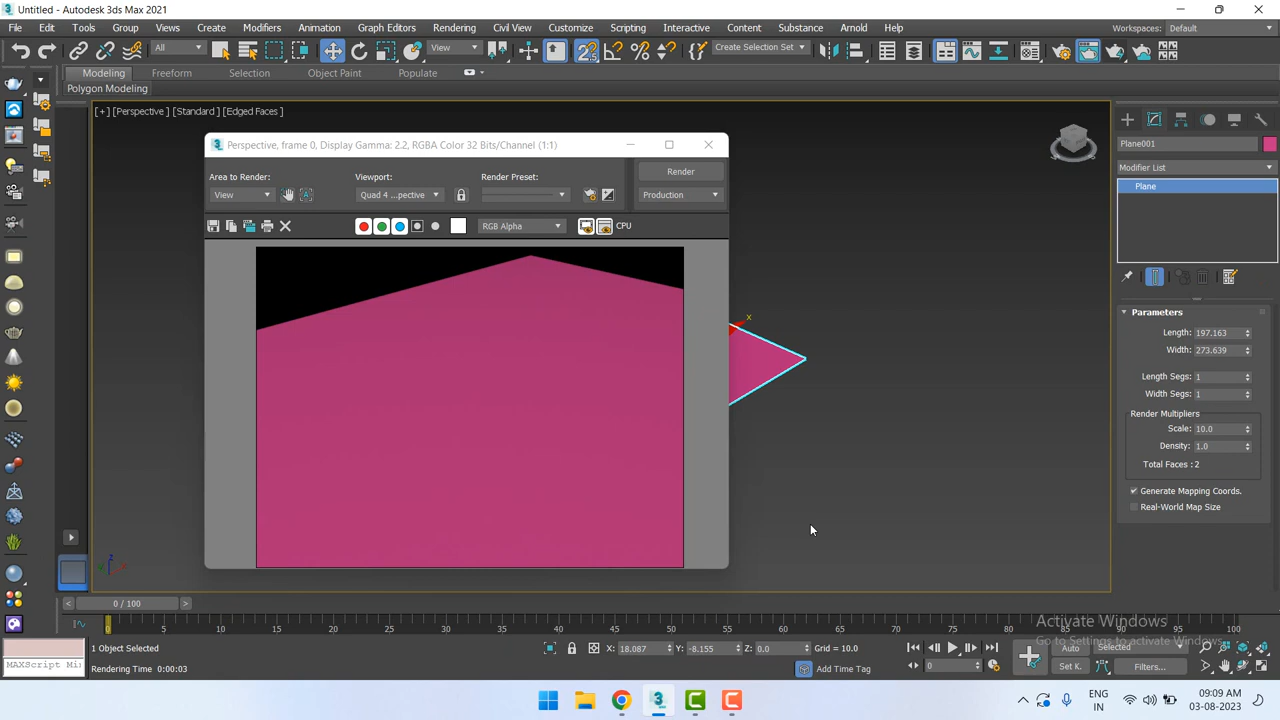 Untitled - Autodesk 3ds Max 2021
File Edit Tools Group Views Create Modifiers Animation Graph Editors Rendering Civil View Customize Scripting Interactive Content Substance Arnold Help Workspaces: Default
All View Create Selection Set
Modeling Freeform Selection Object Paint Populate
Polygon Modeling
[+] [Perspective] [Standard] [Edged Faces]
Perspective, frame 0, Display Gamma: 2.2, RGBA Color 32 Bits/Channel (1:1)
Area to Render: Viewport: Render Preset: Render
View Quad 4 ...pective Production
RGB Alpha CPU
x
Plane001
Modifier List
Plane
Parameters
Length: 197.163
Width: 273.639
Length Segs: 1
Width Segs: 1
Render Multipliers
Scale: 10.0
Density: 1.0
Total Faces : 2
Generate Mapping Coords.
Real-World Map Size
0 / 100
0 5 10 15 20 25 30 35 40 45 50 55 60 65 70 75 80 85 90 95 100
Activate Windows
Go to Settings to activate Windows.
1 Object Selected X: 18.087 Y: -8.155 Z: 0.0 Grid = 10.0 Auto Selected
MAXScript Mi Rendering Time 0:00:03 Add Time Tag 0 Set K. Filters...
ENG
IN
09:09 AM
03-08-2023